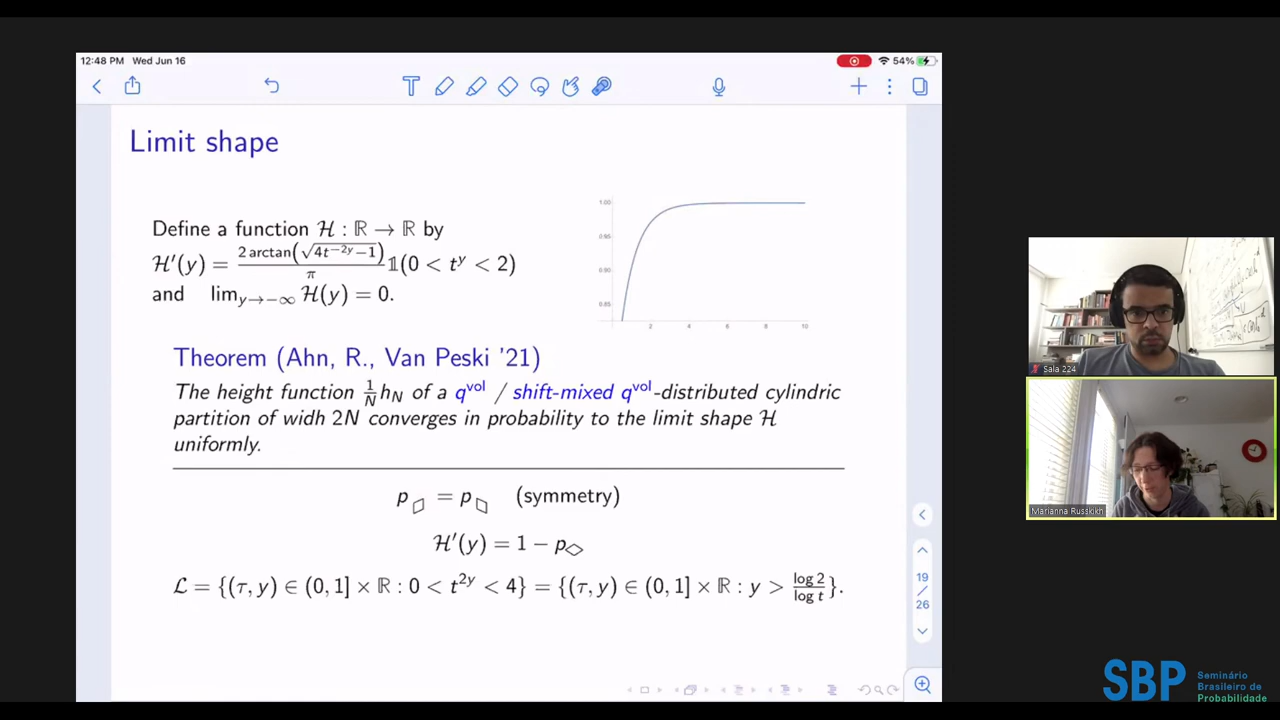 12:48 PM Wed Jun 16
54%
Limit shape
Define a function ℋ : ℝ → ℝ by
ℋ′(y) = 2 arctan(√(4t⁻²ʸ−1))/π 𝟙(0 < tʸ < 2)
and lim_{y→−∞} ℋ(y) = 0.
1.00
0.95
0.90
0.85
2 4 6 8 10
Theorem (Ahn, R., Van Peski '21)
The height function 1/N h_N of a q^vol / shift-mixed q^vol-distributed cylindric
partition of widh 2N converges in probability to the limit shape ℋ
uniformly.
p▱ = p▱ (symmetry)
ℋ′(y) = 1 − p◇
ℒ = {(τ, y) ∈ (0, 1] × ℝ : 0 < t²ʸ < 4} = {(τ, y) ∈ (0, 1] × ℝ : y > log 2/log t}.
19
/
26
Sala 224
Marianna Russkikh
SBP
Seminário
Brasileiro de
Probabilidade